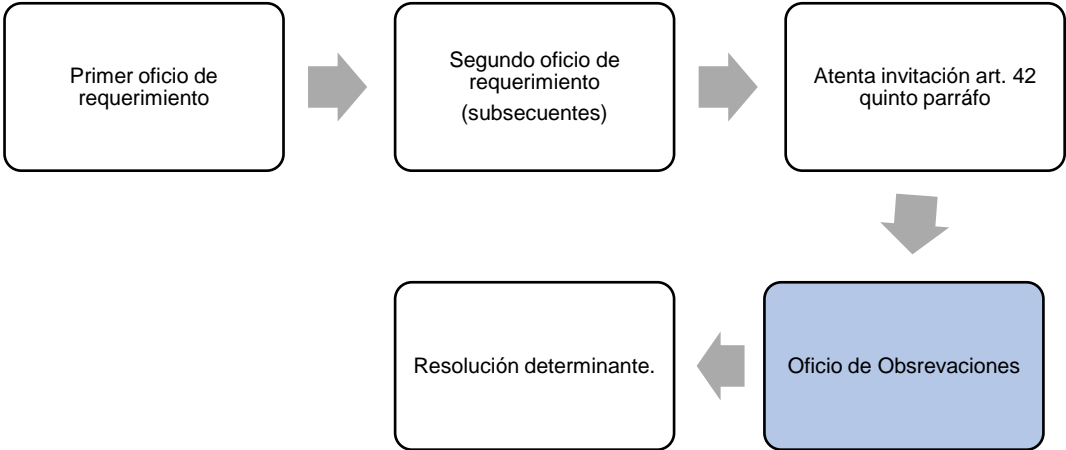 Primer oficio de
requerimiento
Segundo oficio de
requerimiento
(subsecuentes)
Atenta invitación art. 42
quinto parráfo
Oficio de Obsrevaciones
Resolución determinante.